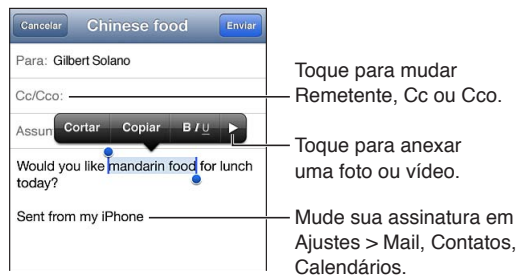 Cancelar Chinese food Enviar
Para: Gilbert Solano
Cc/Cco:
Assun
Cortar Copiar B I U
Would you like mandarin food for lunch
today?
Sent from my iPhone
Toque para mudar
Remetente, Cc ou Cco.
Toque para anexar
uma foto ou vídeo.
Mude sua assinatura em
Ajustes > Mail, Contatos,
Calendários.